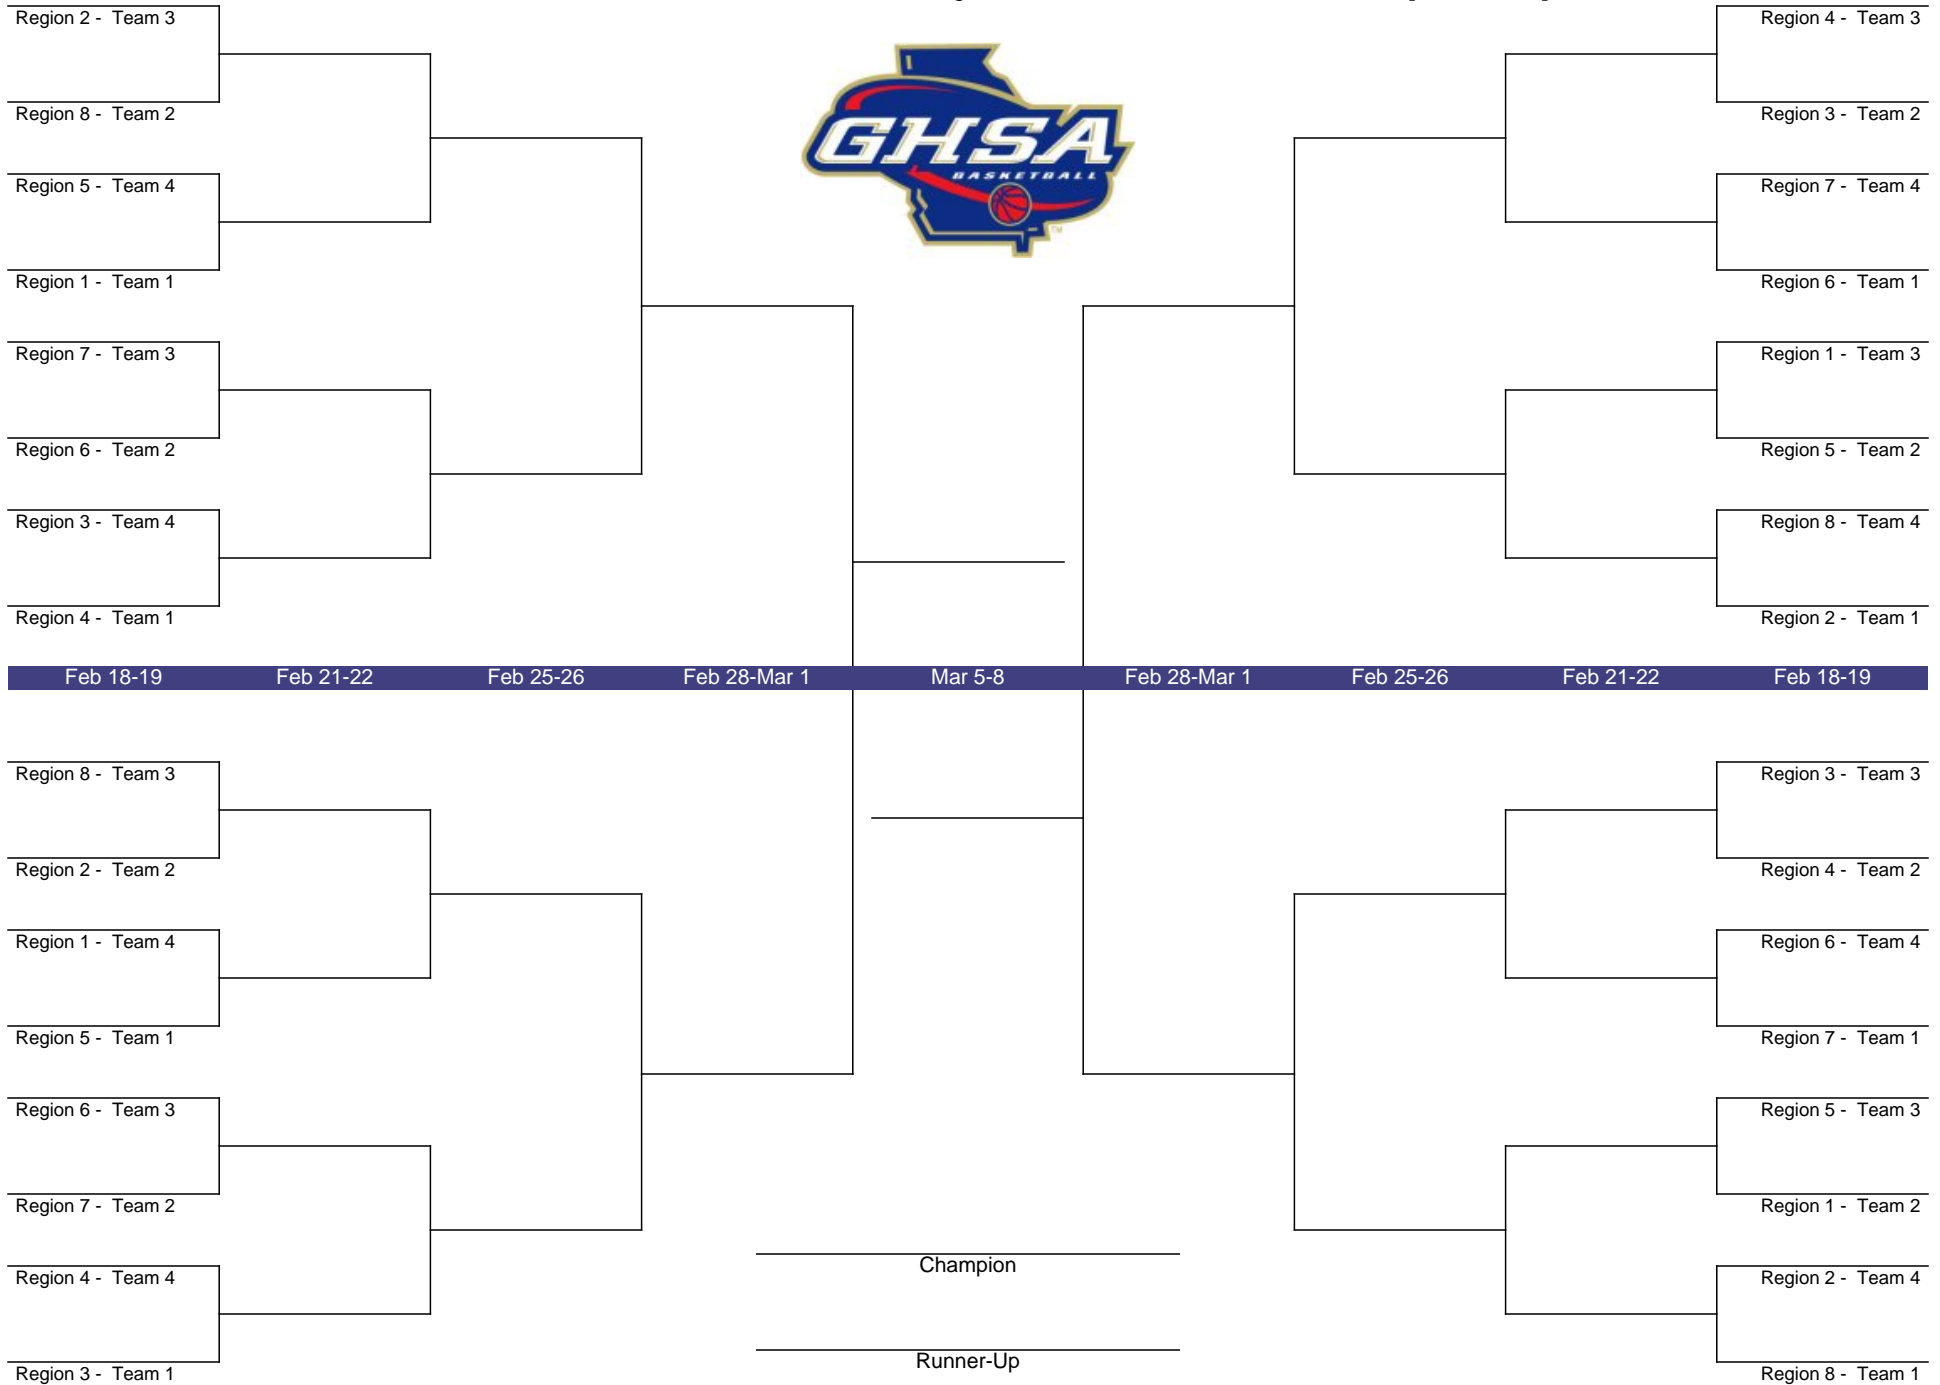 Region 2 - Team 3
Region 8 - Team 2
Region 5 - Team 4
Region 1 - Team 1
Region 7 - Team 3
Region 6 - Team 2
Region 3 - Team 4
Region 4 - Team 1
GHSA
BASKETBALL
TM
Region 4 - Team 3
Region 3 - Team 2
Region 7 - Team 4
Region 6 - Team 1
Region 1 - Team 3
Region 5 - Team 2
Region 8 - Team 4
Region 2 - Team 1
Feb 18-19 Feb 21-22 Feb 25-26 Feb 28-Mar 1 Mar 5-8 Feb 28-Mar 1 Feb 25-26 Feb 21-22 Feb 18-19
Region 8 - Team 3
Region 2 - Team 2
Region 1 - Team 4
Region 5 - Team 1
Region 6 - Team 3
Region 7 - Team 2
Region 4 - Team 4
Region 3 - Team 1
Champion
Runner-Up
Region 3 - Team 3
Region 4 - Team 2
Region 6 - Team 4
Region 7 - Team 1
Region 5 - Team 3
Region 1 - Team 2
Region 2 - Team 4
Region 8 - Team 1